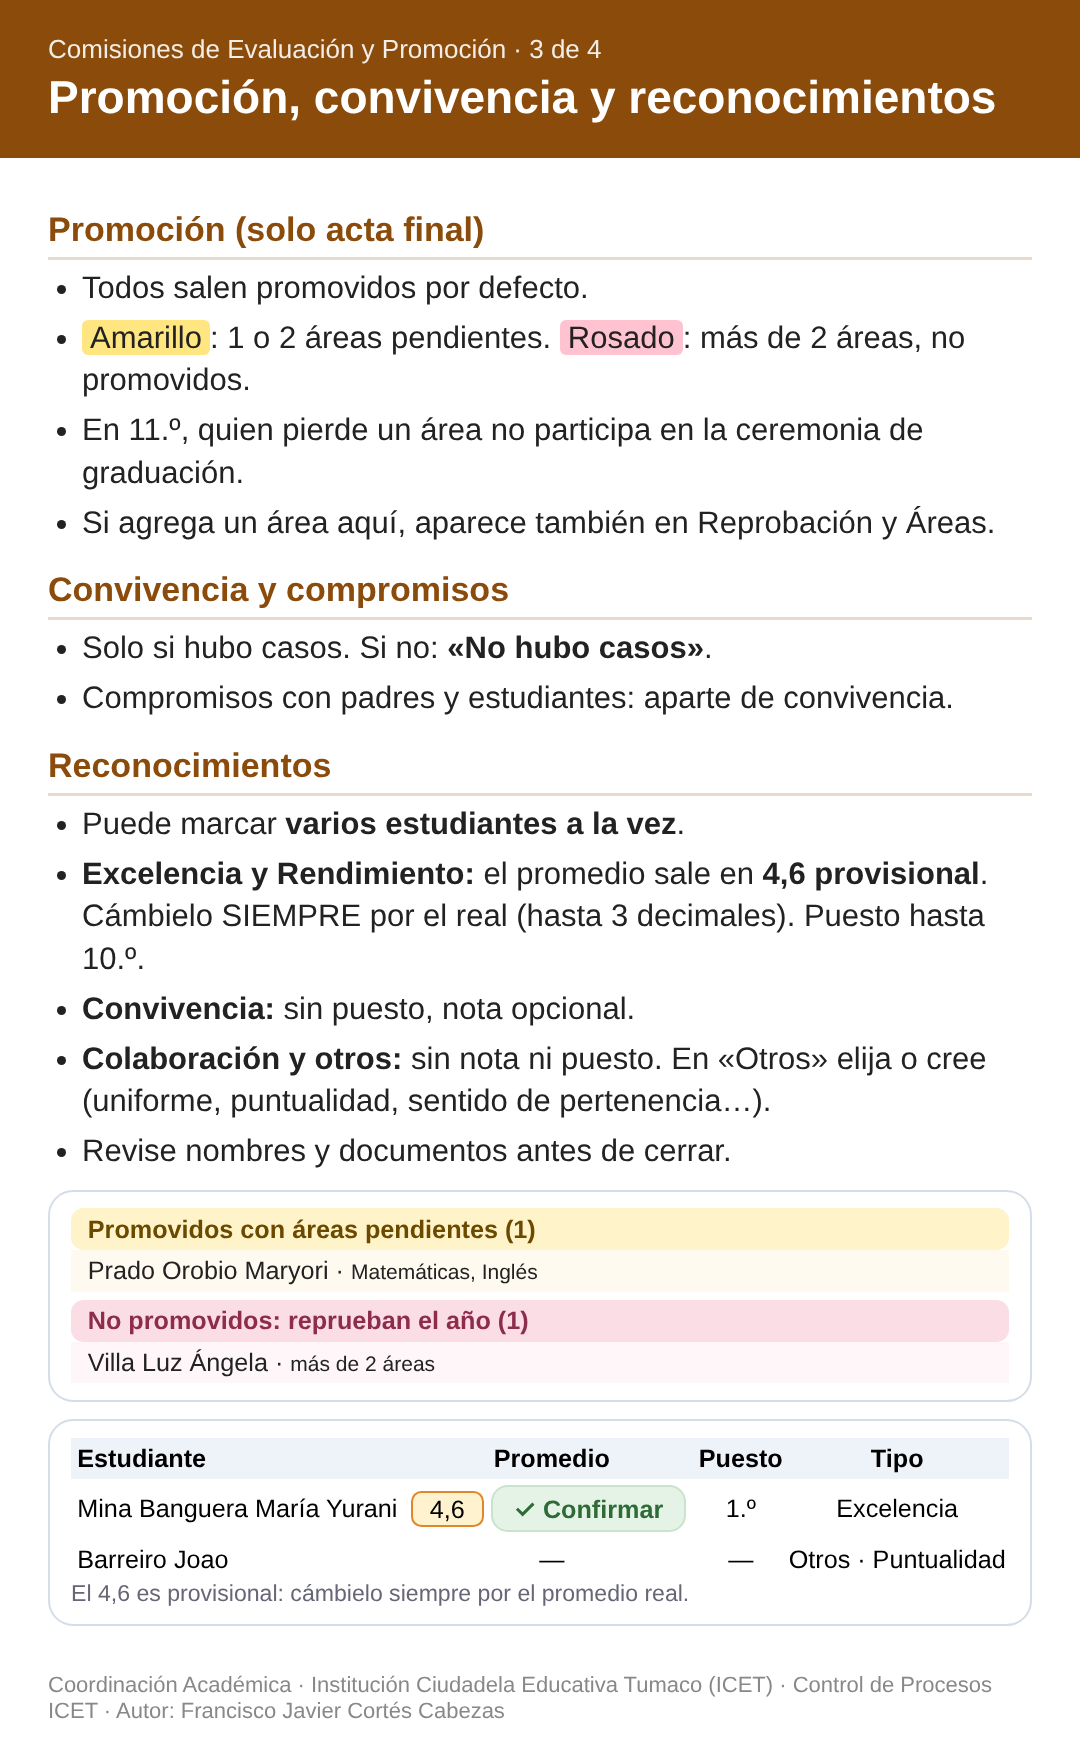 Comisiones de Evaluación y Promoción · 3 de 4
Promoción, convivencia y reconocimientos
Promoción (solo acta final)
• Todos salen promovidos por defecto.
• Amarillo: 1 o 2 áreas pendientes. Rosado: más de 2 áreas, no
promovidos.
• En 11.º, quien pierde un área no participa en la ceremonia de
graduación.
• Si agrega un área aquí, aparece también en Reprobación y Áreas.
Convivencia y compromisos
• Solo si hubo casos. Si no: «No hubo casos».
• Compromisos con padres y estudiantes: aparte de convivencia.
Reconocimientos
• Puede marcar varios estudiantes a la vez.
• Excelencia y Rendimiento: el promedio sale en 4,6 provisional.
Cámbielo SIEMPRE por el real (hasta 3 decimales). Puesto hasta
10.º.
• Convivencia: sin puesto, nota opcional.
• Colaboración y otros: sin nota ni puesto. En «Otros» elija o cree
(uniforme, puntualidad, sentido de pertenencia…).
• Revise nombres y documentos antes de cerrar.
Promovidos con áreas pendientes (1)
Prado Orobio Maryori · Matemáticas, Inglés
No promovidos: reprueban el año (1)
Villa Luz Ángela · más de 2 áreas
Estudiante Promedio Puesto Tipo
Mina Banguera María Yurani 4,6 ✓ Confirmar 1.º Excelencia
Barreiro Joao — — Otros · Puntualidad
El 4,6 es provisional: cámbielo siempre por el promedio real.
Coordinación Académica · Institución Ciudadela Educativa Tumaco (ICET) · Control de Procesos
ICET · Autor: Francisco Javier Cortés Cabezas